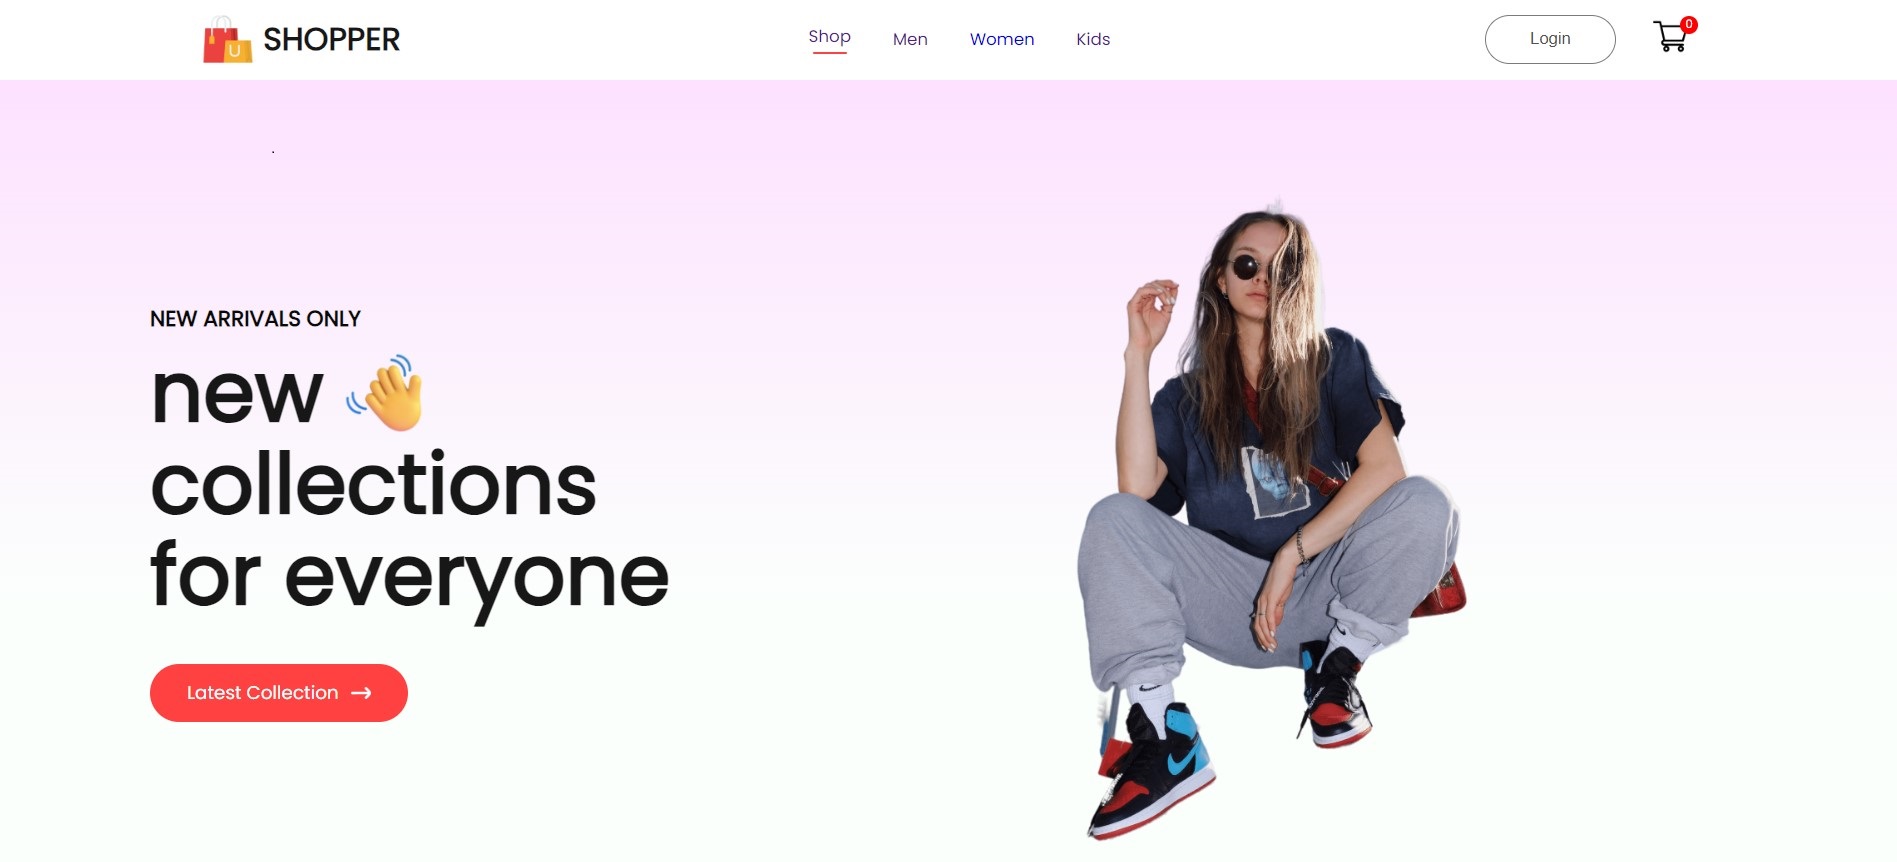 SHOPPER
Shop Men Women Kids
Login
0
U
NEW ARRIVALS ONLY
new
collections
for everyone
Latest Collection →